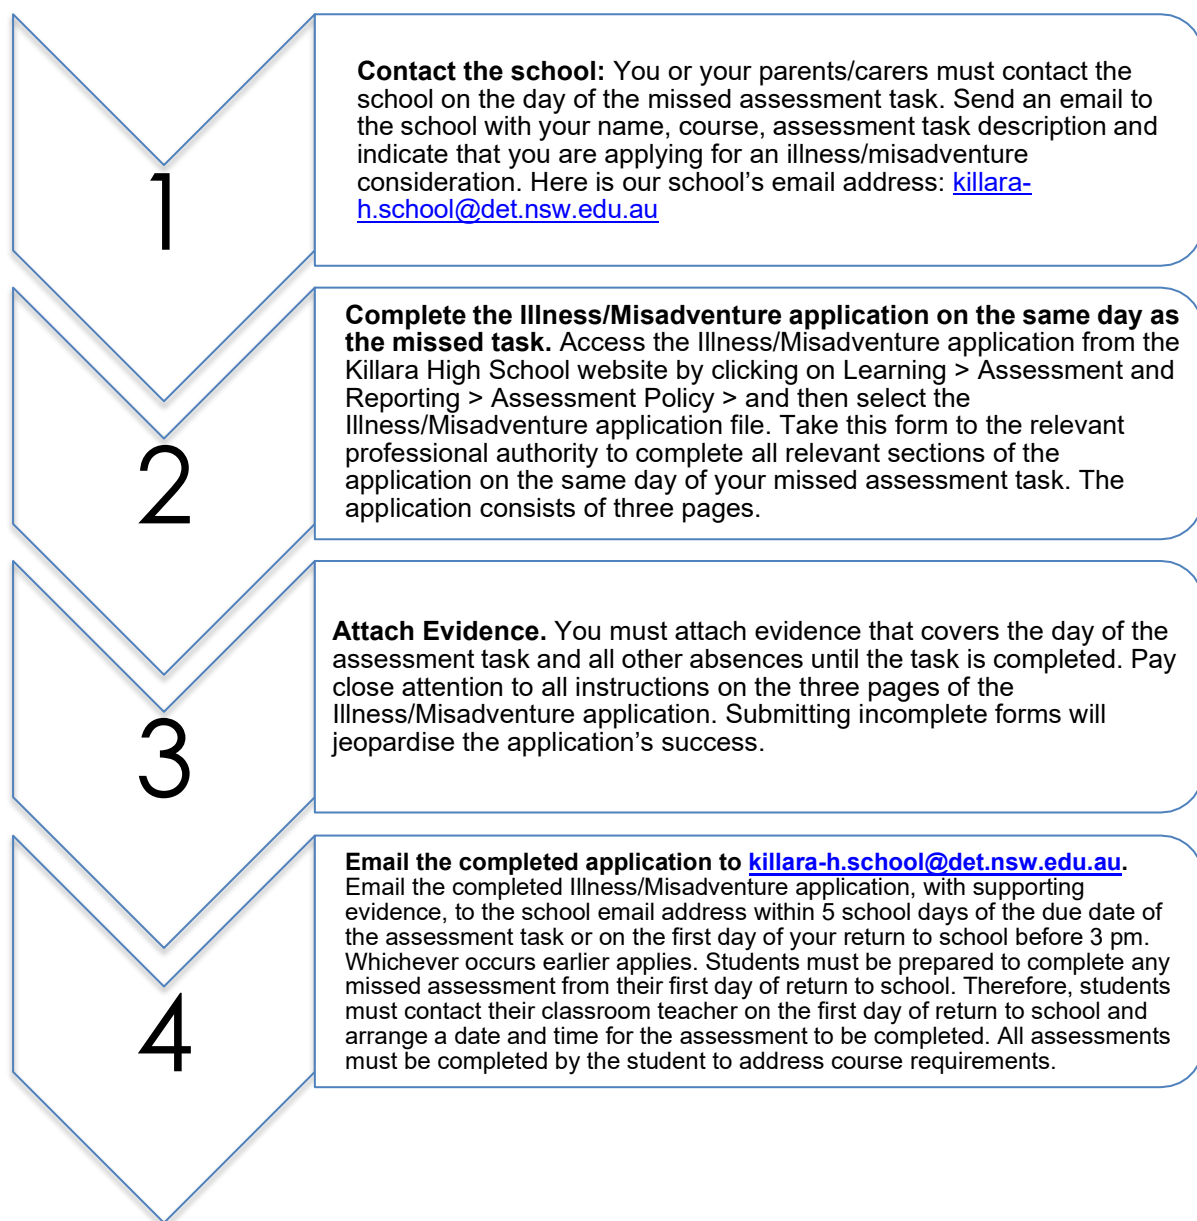 1
Contact the school: You or your parents/carers must contact the
school on the day of the missed assessment task. Send an email to
the school with your name, course, assessment task description and
indicate that you are applying for an illness/misadventure
consideration. Here is our school’s email address: killara-
h.school@det.nsw.edu.au
2
Complete the Illness/Misadventure application on the same day as
the missed task. Access the Illness/Misadventure application from the
Killara High School website by clicking on Learning > Assessment and
Reporting > Assessment Policy > and then select the
Illness/Misadventure application file. Take this form to the relevant
professional authority to complete all relevant sections of the
application on the same day of your missed assessment task. The
application consists of three pages.
3
Attach Evidence. You must attach evidence that covers the day of the
assessment task and all other absences until the task is completed. Pay
close attention to all instructions on the three pages of the
Illness/Misadventure application. Submitting incomplete forms will
jeopardise the application’s success.
4
Email the completed application to killara-h.school@det.nsw.edu.au.
Email the completed Illness/Misadventure application, with supporting
evidence, to the school email address within 5 school days of the due date of
the assessment task or on the first day of your return to school before 3 pm.
Whichever occurs earlier applies. Students must be prepared to complete any
missed assessment from their first day of return to school. Therefore, students
must contact their classroom teacher on the first day of return to school and
arrange a date and time for the assessment to be completed. All assessments
must be completed by the student to address course requirements.